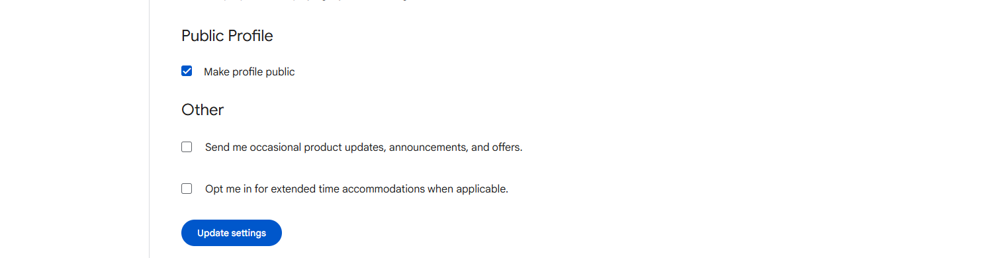 Public Profile
Make profile public
Other
Send me occasional product updates, announcements, and offers.
Opt me in for extended time accommodations when applicable.
Update settings